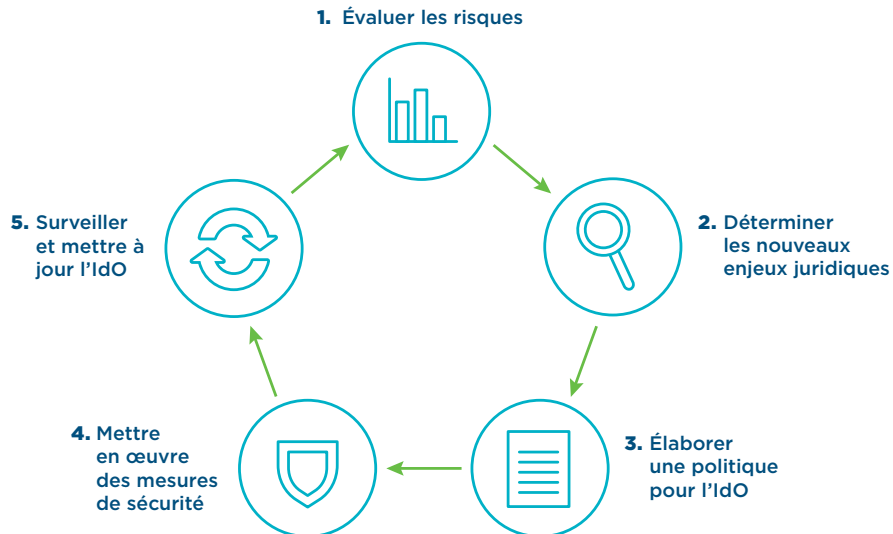 1. Évaluer les risques
2. Déterminer
les nouveaux
enjeux juridiques
3. Élaborer
une politique
pour l'IdO
4. Mettre
en œuvre
des mesures
de sécurité
5. Surveiller
et mettre à
jour l'IdO